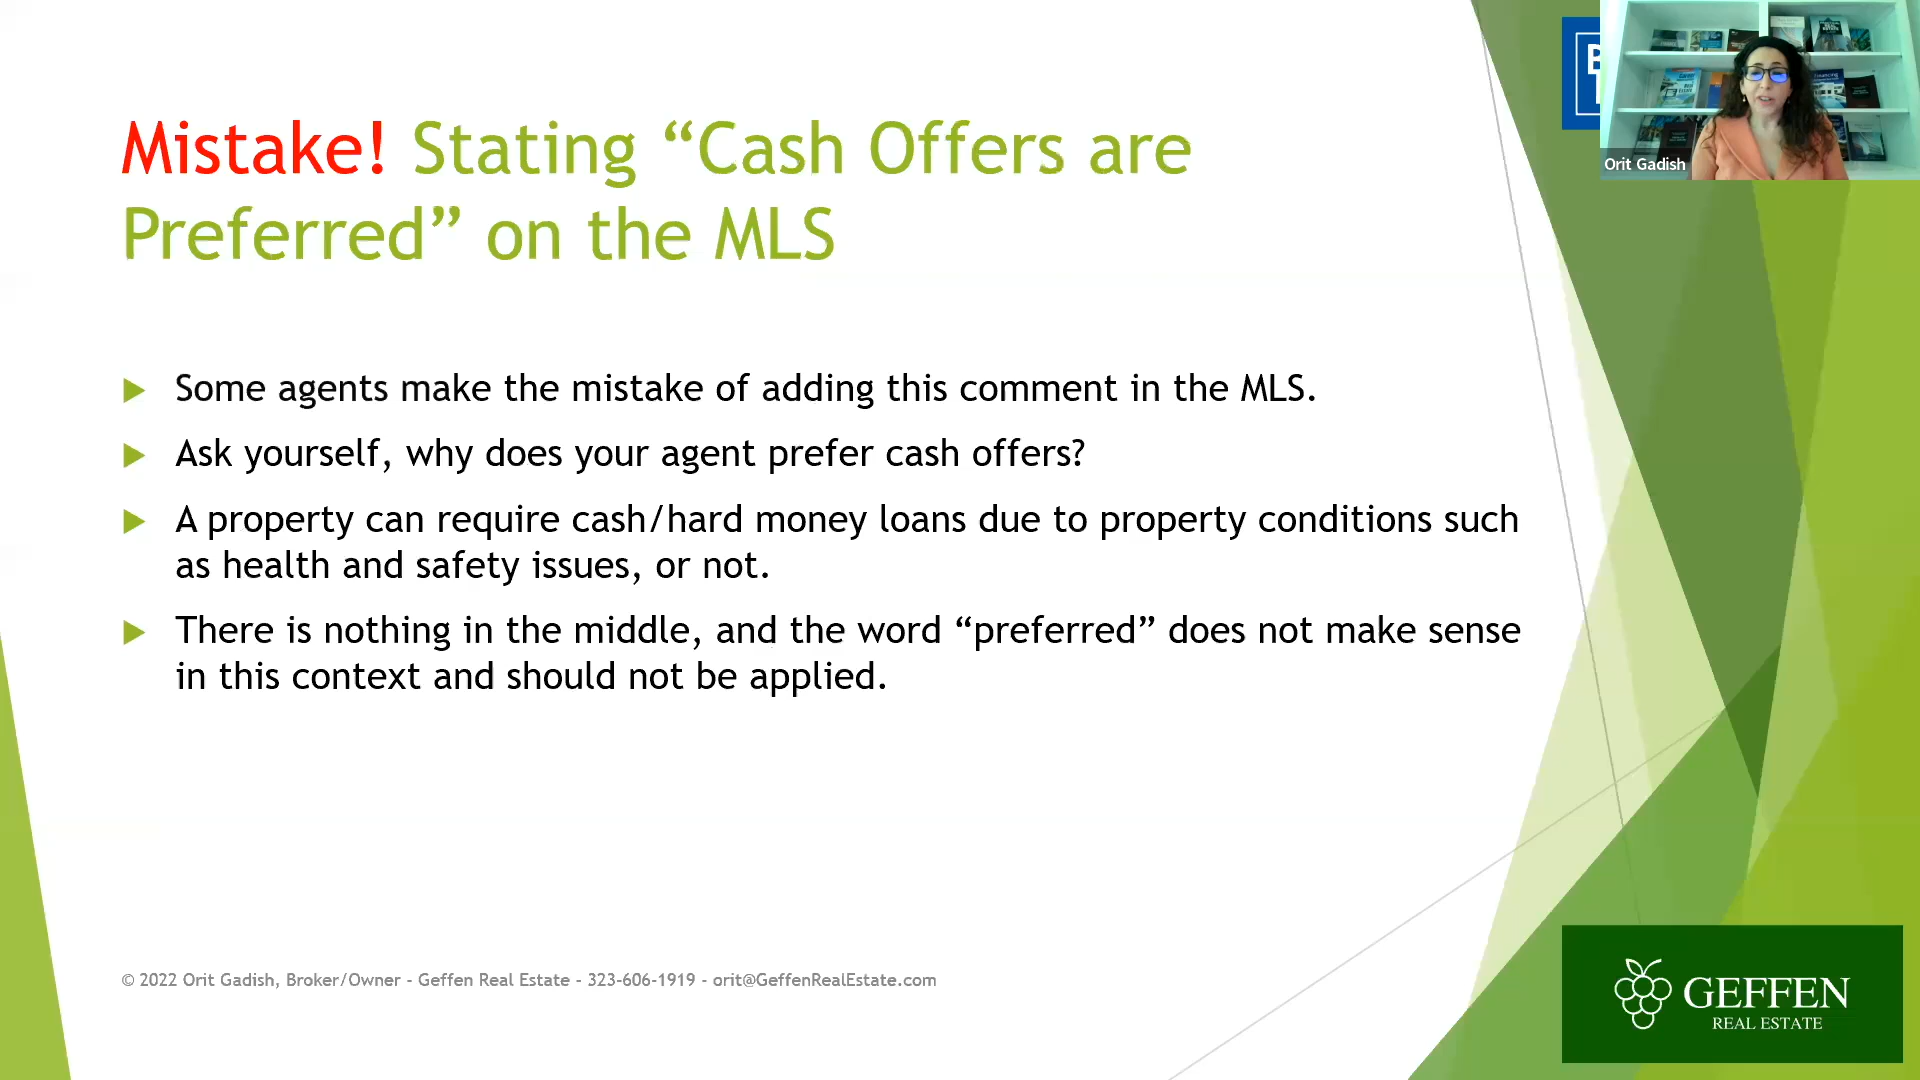 Mistake! Stating “Cash Offers are
Preferred” on the MLS
Orit Gadish
Some agents make the mistake of adding this comment in the MLS.
Ask yourself, why does your agent prefer cash offers?
A property can require cash/hard money loans due to property conditions such
as health and safety issues, or not.
There is nothing in the middle, and the word “preferred” does not make sense
in this context and should not be applied.
© 2022 Orit Gadish, Broker/Owner - Geffen Real Estate - 323-606-1919 - orit@GeffenRealEstate.com
GEFFEN
REAL ESTATE